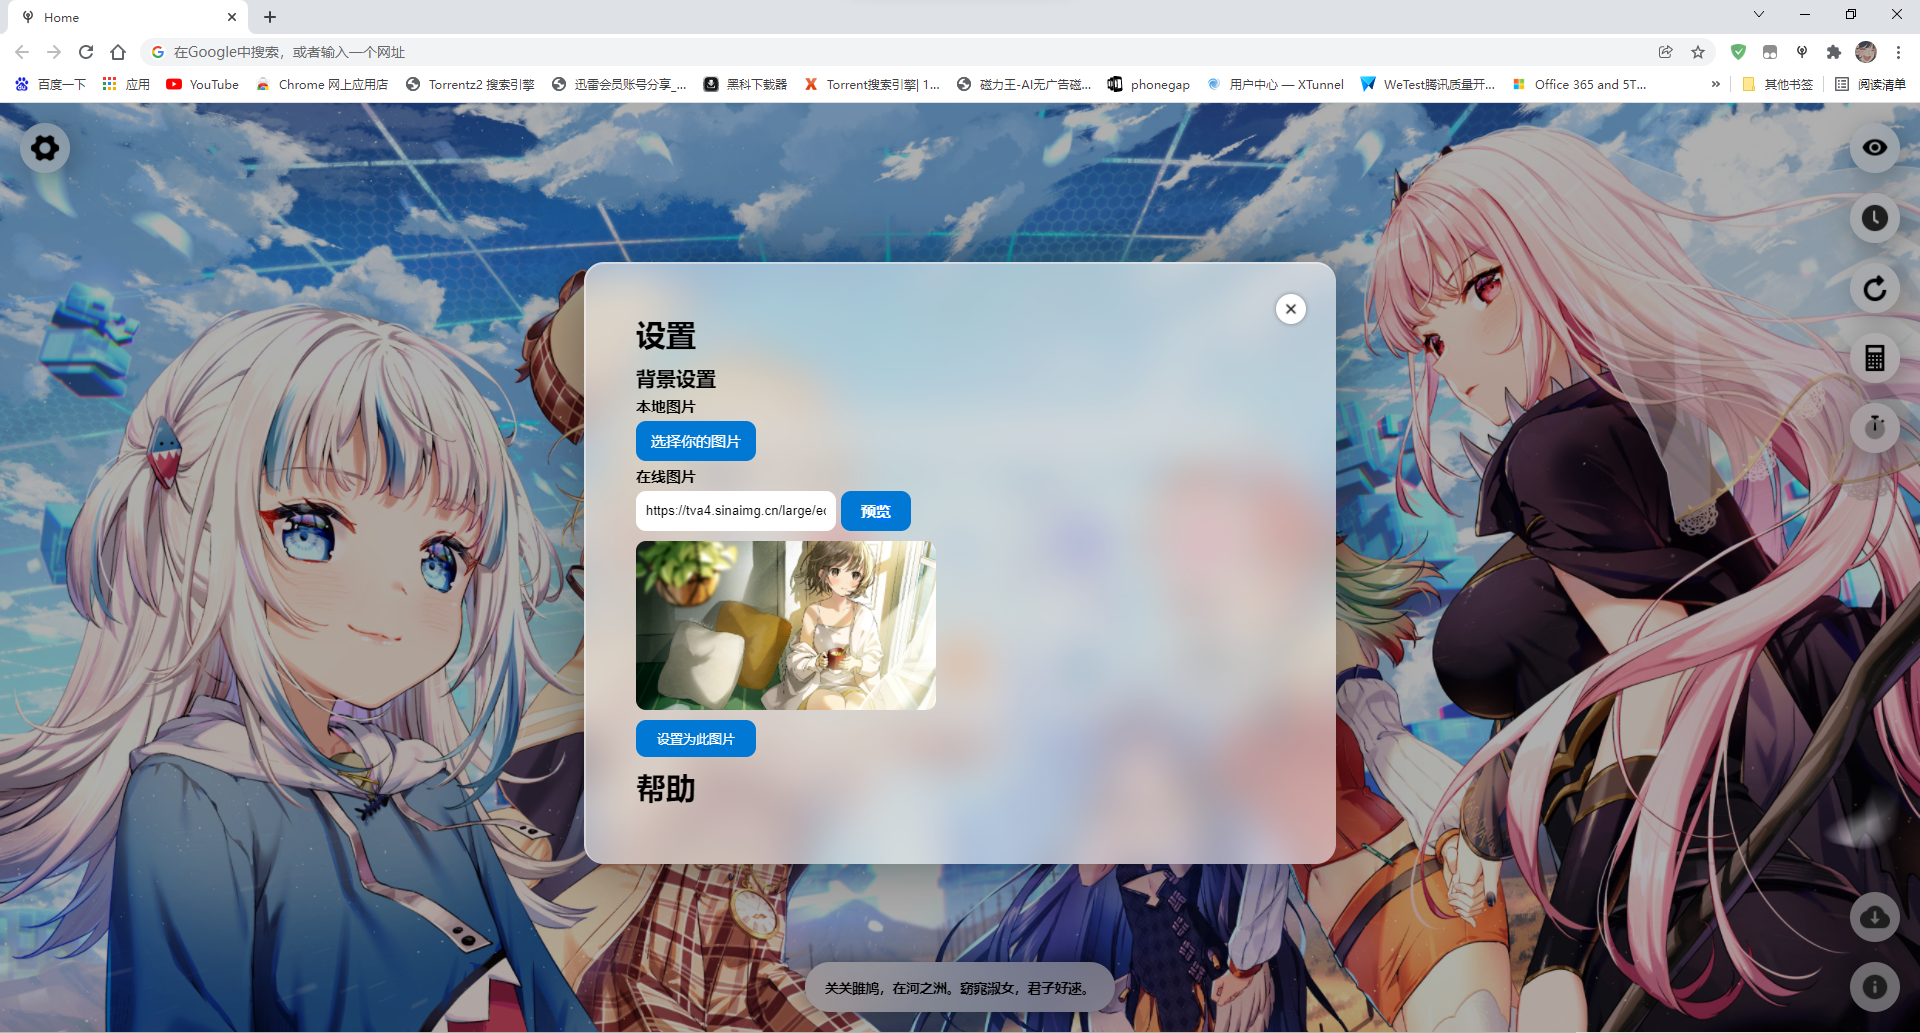 Home
在Google中搜索，或者输入一个网址
百度一下
应用
YouTube
Chrome 网上应用店
Torrentz2 搜索引擎
迅雷会员账号分享_...
黑科下载器
Torrent搜索引擎| 1...
磁力王-AI无广告磁...
phonegap
用户中心 — XTunnel
WeTest腾讯质量开...
Office 365 and 5T...
»
其他书签
阅读清单
设置
背景设置
本地图片
选择你的图片
在线图片
https://tva4.sinaimg.cn/large/ec
预览
设置为此图片
帮助
关关雎鸠，在河之洲。窈窕淑女，君子好逑。